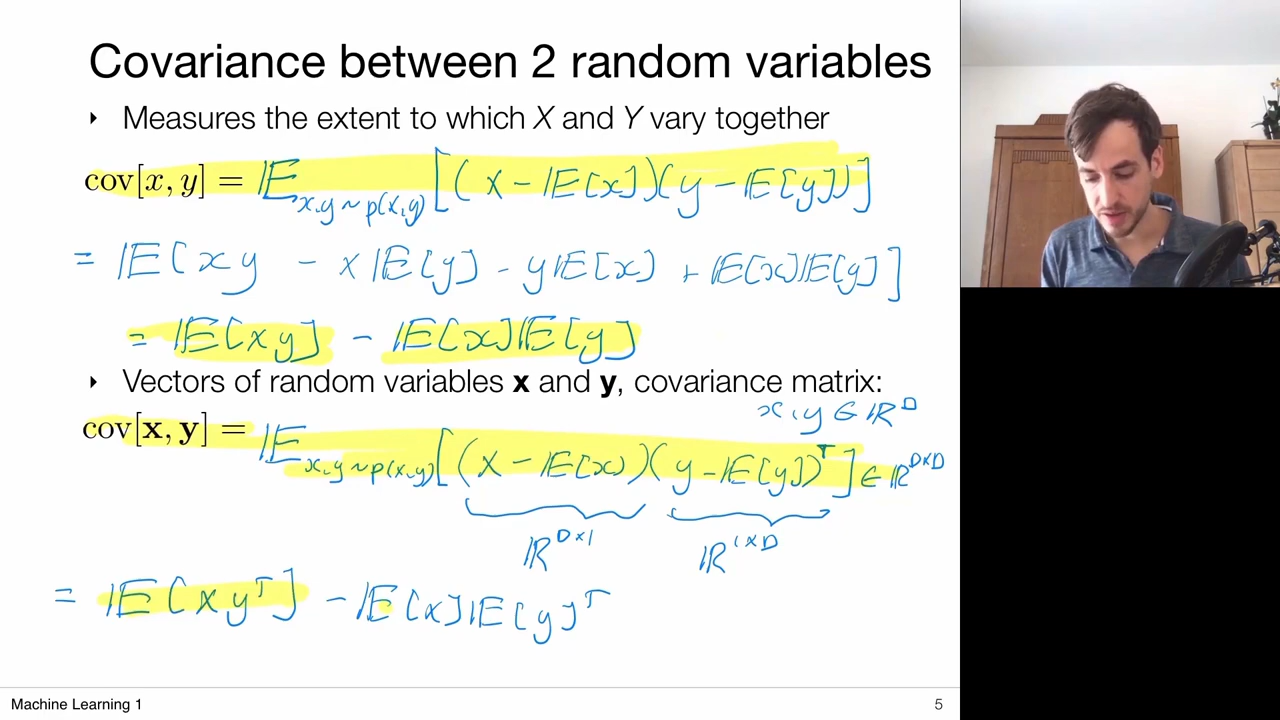 Covariance between 2 random variables
‣ Measures the extent to which X and Y vary together
cov[x, y] = 𝔼_{x,y∼p(x,y)}[(x − 𝔼[x])(y − 𝔼[y])]
= 𝔼[xy − x𝔼[y] − y𝔼[x] + 𝔼[x]𝔼[y]]
= 𝔼[xy] − 𝔼[x]𝔼[y]
‣ Vectors of random variables x and y, covariance matrix:
x, y ∈ ℝ^D
cov[x, y] = 𝔼_{x,y∼p(x,y)}[(x − 𝔼[x])(y − 𝔼[y])^T] ∈ ℝ^{D×D}
ℝ^{D×1} ℝ^{1×D}
= 𝔼[xy^T] − 𝔼[x]𝔼[y]^T
Machine Learning 1 5